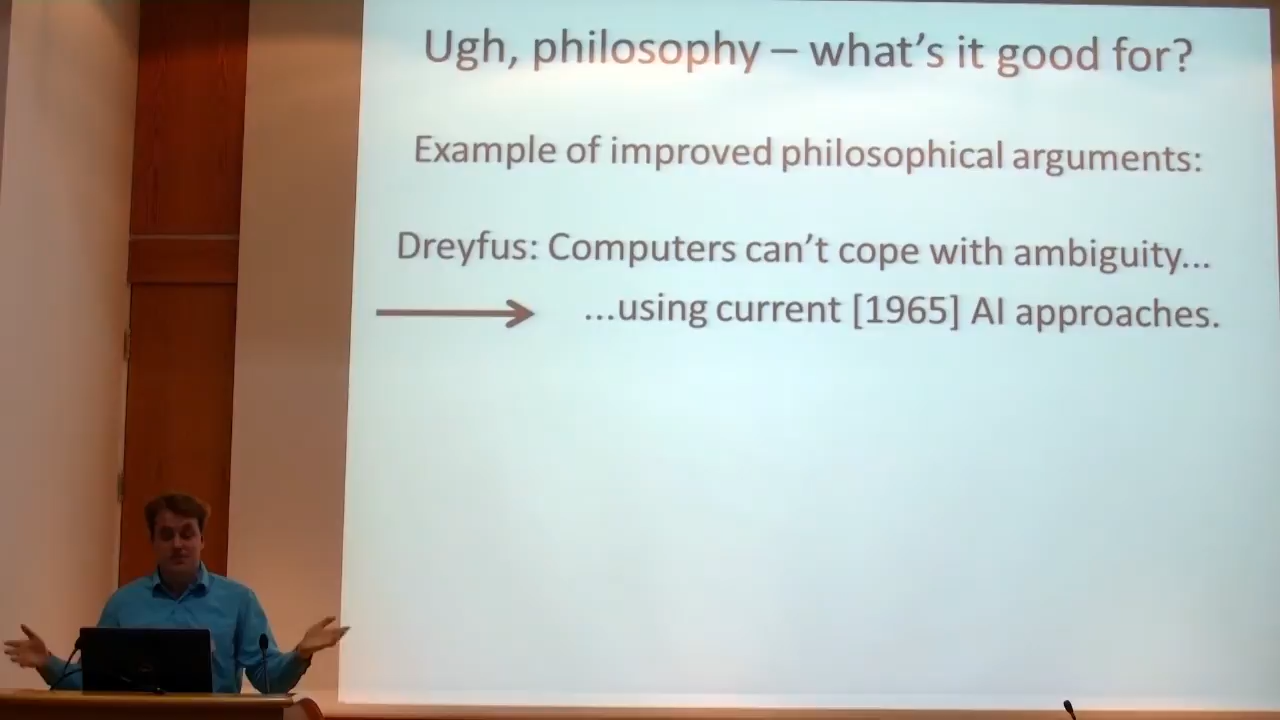 Ugh, philosophy – what's it good for?
Example of improved philosophical arguments:
Dreyfus: Computers can't cope with ambiguity...
...using current [1965] AI approaches.